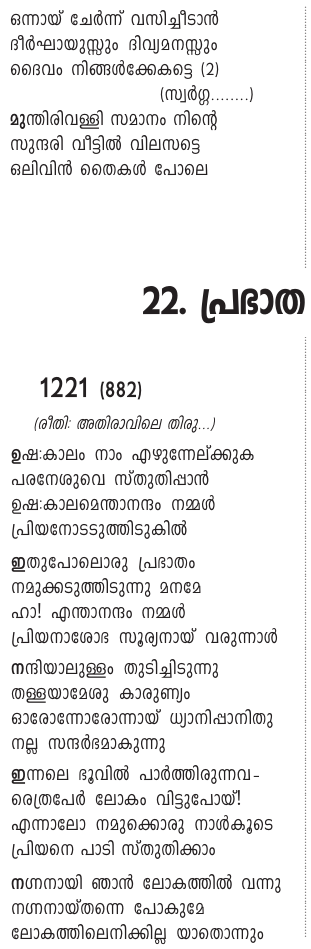 ഒന്നായ് ചേർന്ന് വസിച്ചീടാൻ
ദീർഘായുസ്സും ദിവ്യമനസ്സും
ദൈവം നിങ്ങൾക്കേകട്ടെ (2)
(സ്വർഗ്ഗ........)
മുന്തിരിവള്ളി സമാനം നിന്റെ
സുന്ദരി വീട്ടിൽ വിലസട്ടെ
ഒലിവിൻ തൈകൾ പോലെ
22. പ്രഭാത
1221 (882)
(രീതി: അതിരാവിലെ തിരു...)
ഉഷ:കാലം നാം എഴുന്നേല്ക്കുക
പരനേശുവെ സ്തുതിപ്പാൻ
ഉഷ:കാലമെന്താനന്ദം നമ്മൾ
പ്രിയനോടടുത്തിടുകിൽ
ഇതുപോലൊരു പ്രഭാതം
നമുക്കടുത്തിടുന്നു മനമേ
ഹാ! എന്താനന്ദം നമ്മൾ
പ്രിയനാശോഭ സൂര്യനായ് വരുന്നാൾ
നന്ദിയാലുള്ളം തുടിച്ചിടുന്നു
തള്ളയാമേശു കാരുണ്യം
ഓരോന്നോരോന്നായ് ധ്യാനിപ്പാനിതു
നല്ല സന്ദർഭമാകുന്നു
ഇന്നലെ ഭൂവിൽ പാർത്തിരുന്നവ-
രെത്രപേർ ലോകം വിട്ടുപോയ്!
എന്നാലോ നമുക്കൊരു നാൾകൂടെ
പ്രിയനെ പാടി സ്തുതിക്കാം
നഗ്നനായി ഞാൻ ലോകത്തിൽ വന്നു
നഗ്നനായ്തന്നെ പോകുമേ
ലോകത്തിലെനിക്കില്ല യാതൊന്നും